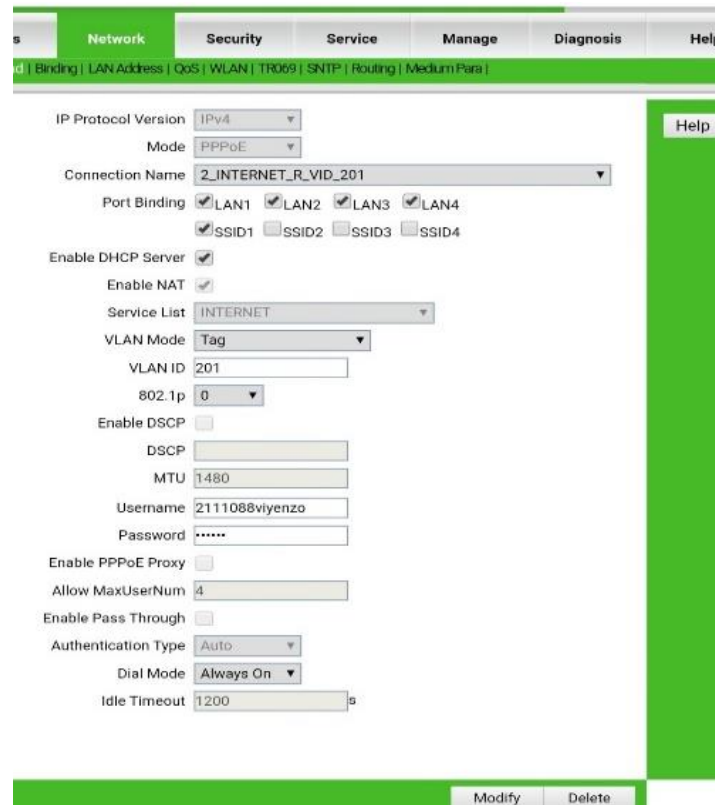 s Network Security Service Manage Diagnosis Help
d | Binding | LAN Address | QoS | WLAN | TR069 | SNTP | Routing | Medium Para |
Help
IP Protocol Version IPv4
Mode PPPoE
Connection Name 2_INTERNET_R_VID_201
Port Binding LAN1 LAN2 LAN3 LAN4
SSID1 SSID2 SSID3 SSID4
Enable DHCP Server
Enable NAT
Service List INTERNET
VLAN Mode Tag
VLAN ID 201
802.1p 0
Enable DSCP
DSCP
MTU 1480
Username 2111088viyenzo
Password ••••••
Enable PPPoE Proxy
Allow MaxUserNum 4
Enable Pass Through
Authentication Type Auto
Dial Mode Always On
Idle Timeout 1200 s
Modify Delete